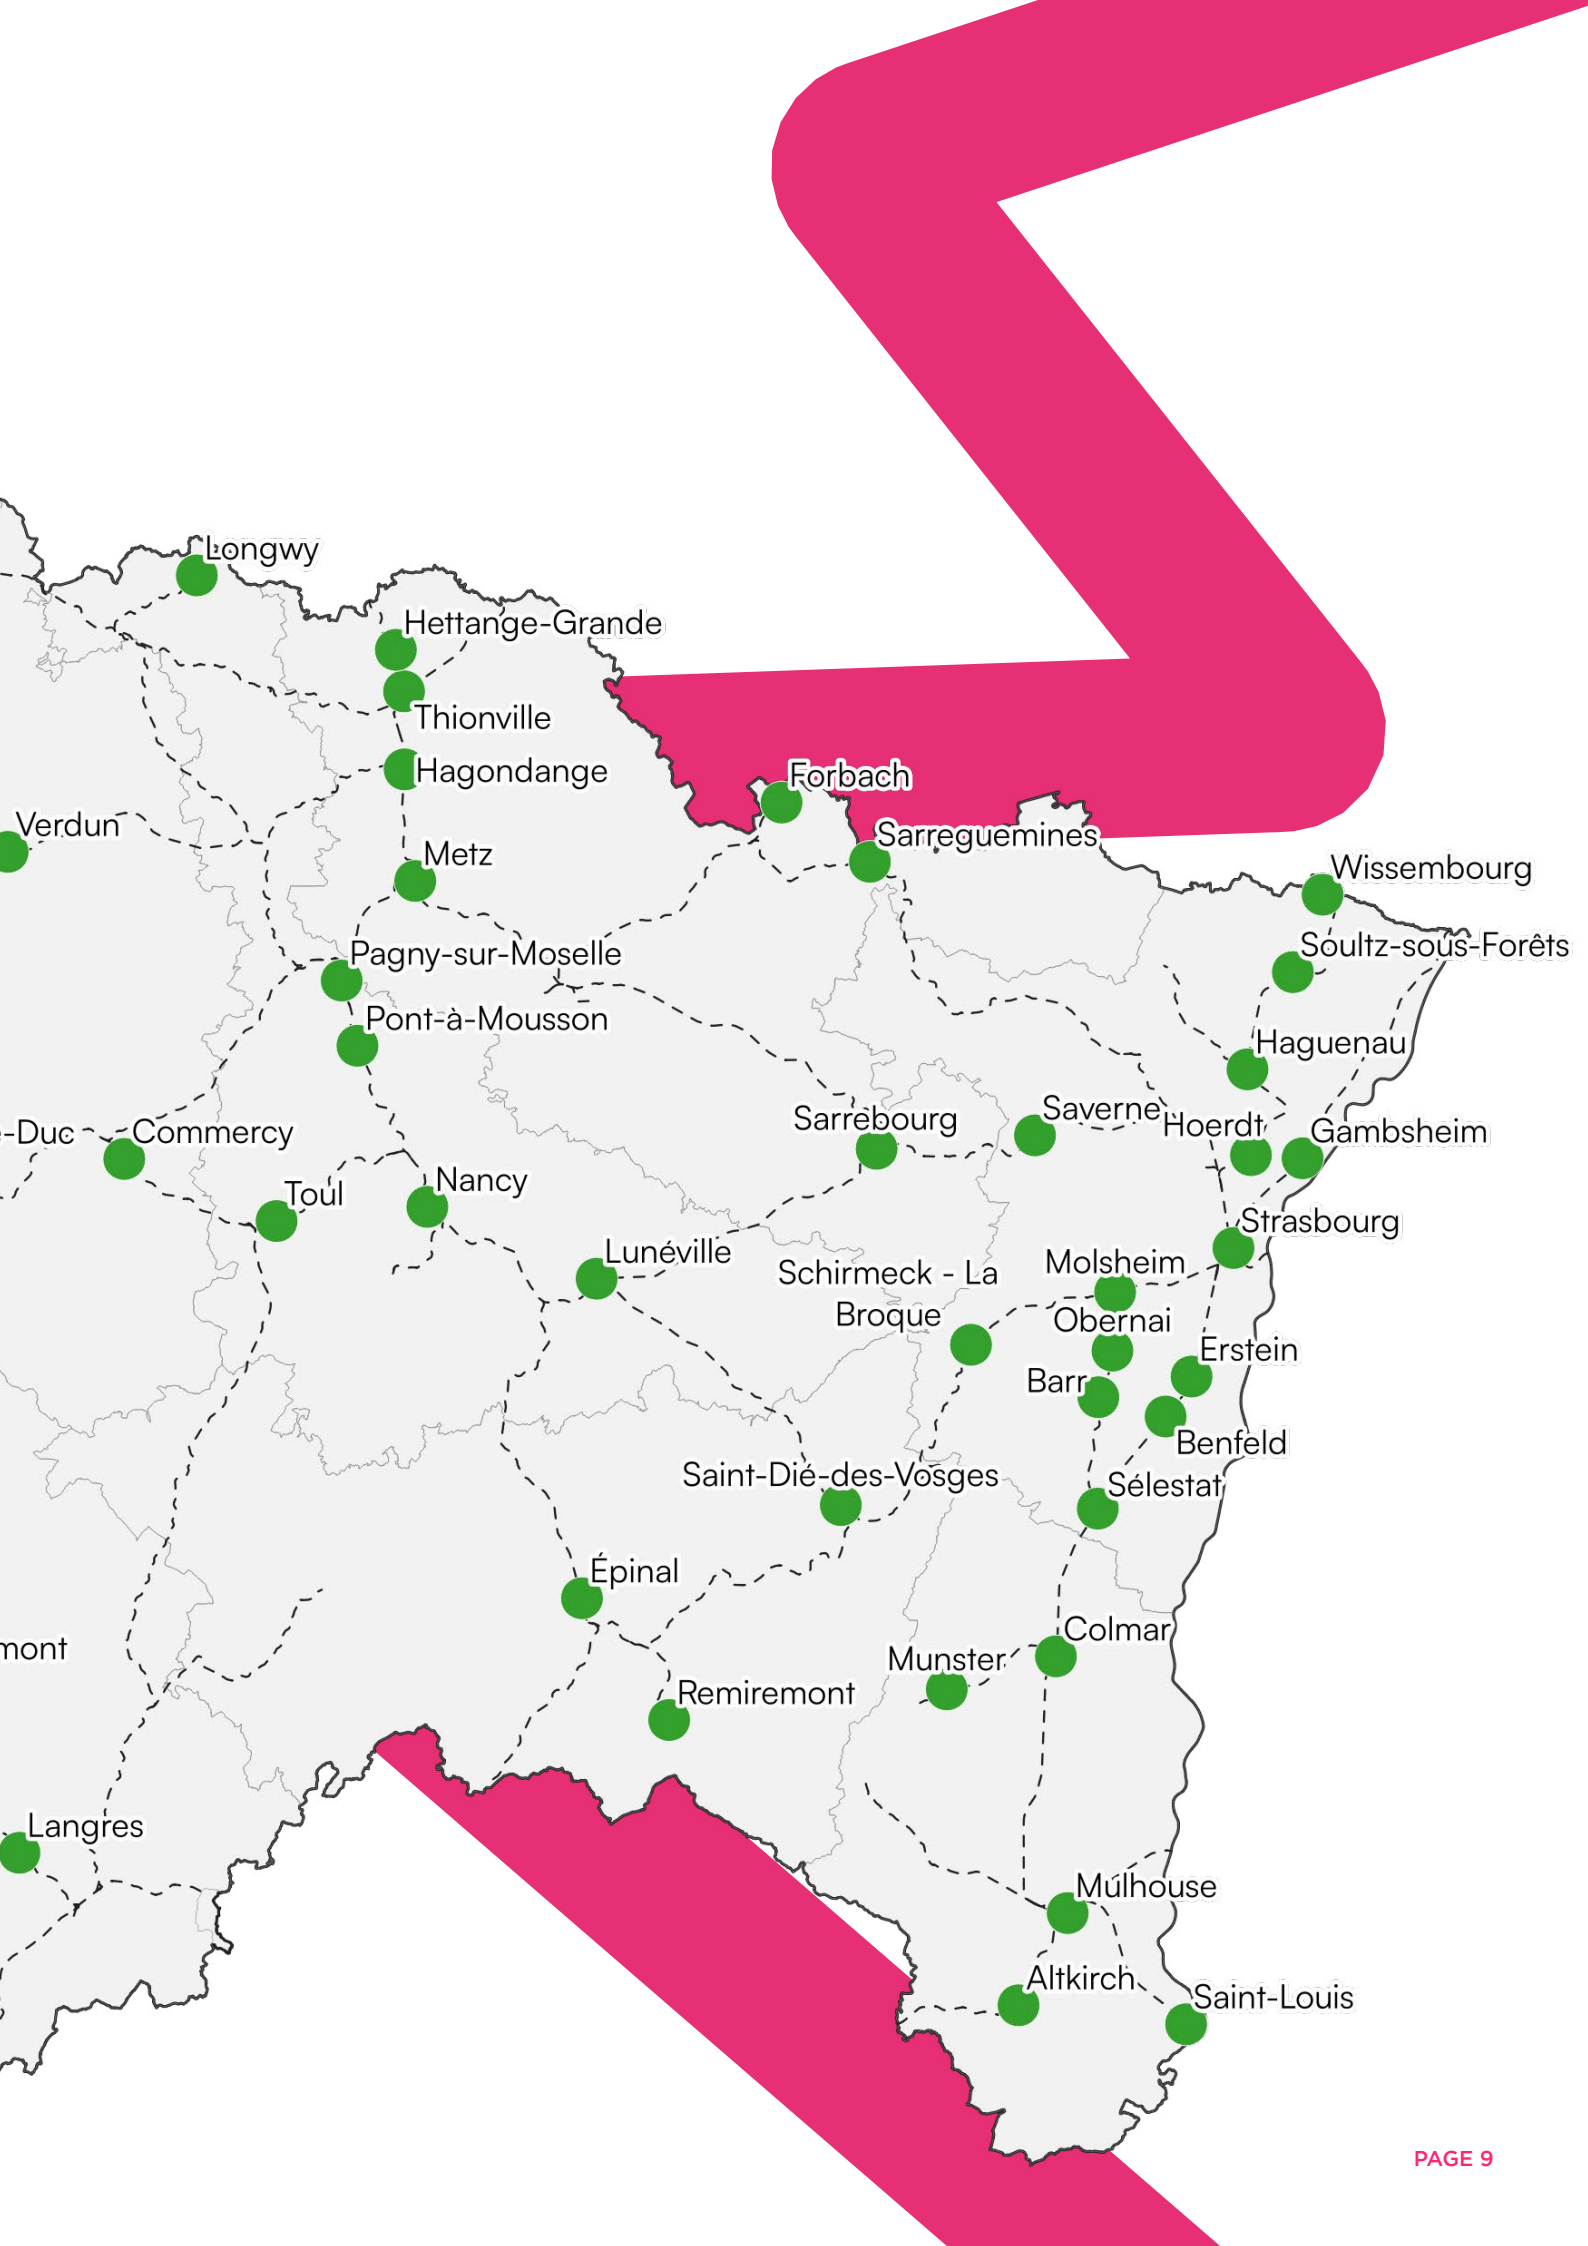 Longwy
Hettange-Grande
Thionville
Hagondange
Forbach
Verdun
Sarreguemines
Metz
Wissembourg
Soultz-sous-Forêts
Pagny-sur-Moselle
Pont-à-Mousson
Haguenau
Saverne
Sarrebourg
Hoerdt
Gambsheim
-Duc
Commercy
Nancy
Toul
Strasbourg
Lunéville
Molsheim
Schirmeck - La
Broque
Obernai
Erstein
Barr
Benfeld
Saint-Dié-des-Vosges
Sélestat
Épinal
Colmar
mont
Munster
Remiremont
Langres
Mulhouse
Altkirch
Saint-Louis
PAGE 9